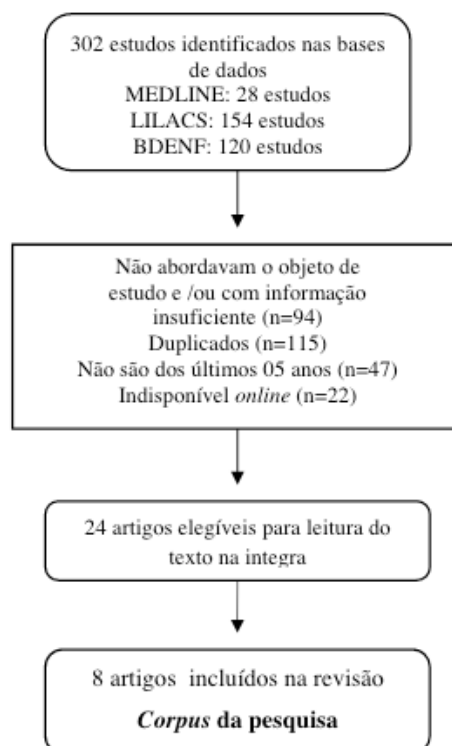 302 estudos identificados nas bases
de dados
MEDLINE: 28 estudos
LILACS: 154 estudos
BDENF: 120 estudos
Não abordavam o objeto de
estudo e /ou com informação
insuficiente (n=94)
Duplicados (n=115)
Não são dos últimos 05 anos (n=47)
Indisponível online (n=22)
24 artigos elegíveis para leitura do
texto na integra
8 artigos incluídos na revisão
Corpus da pesquisa